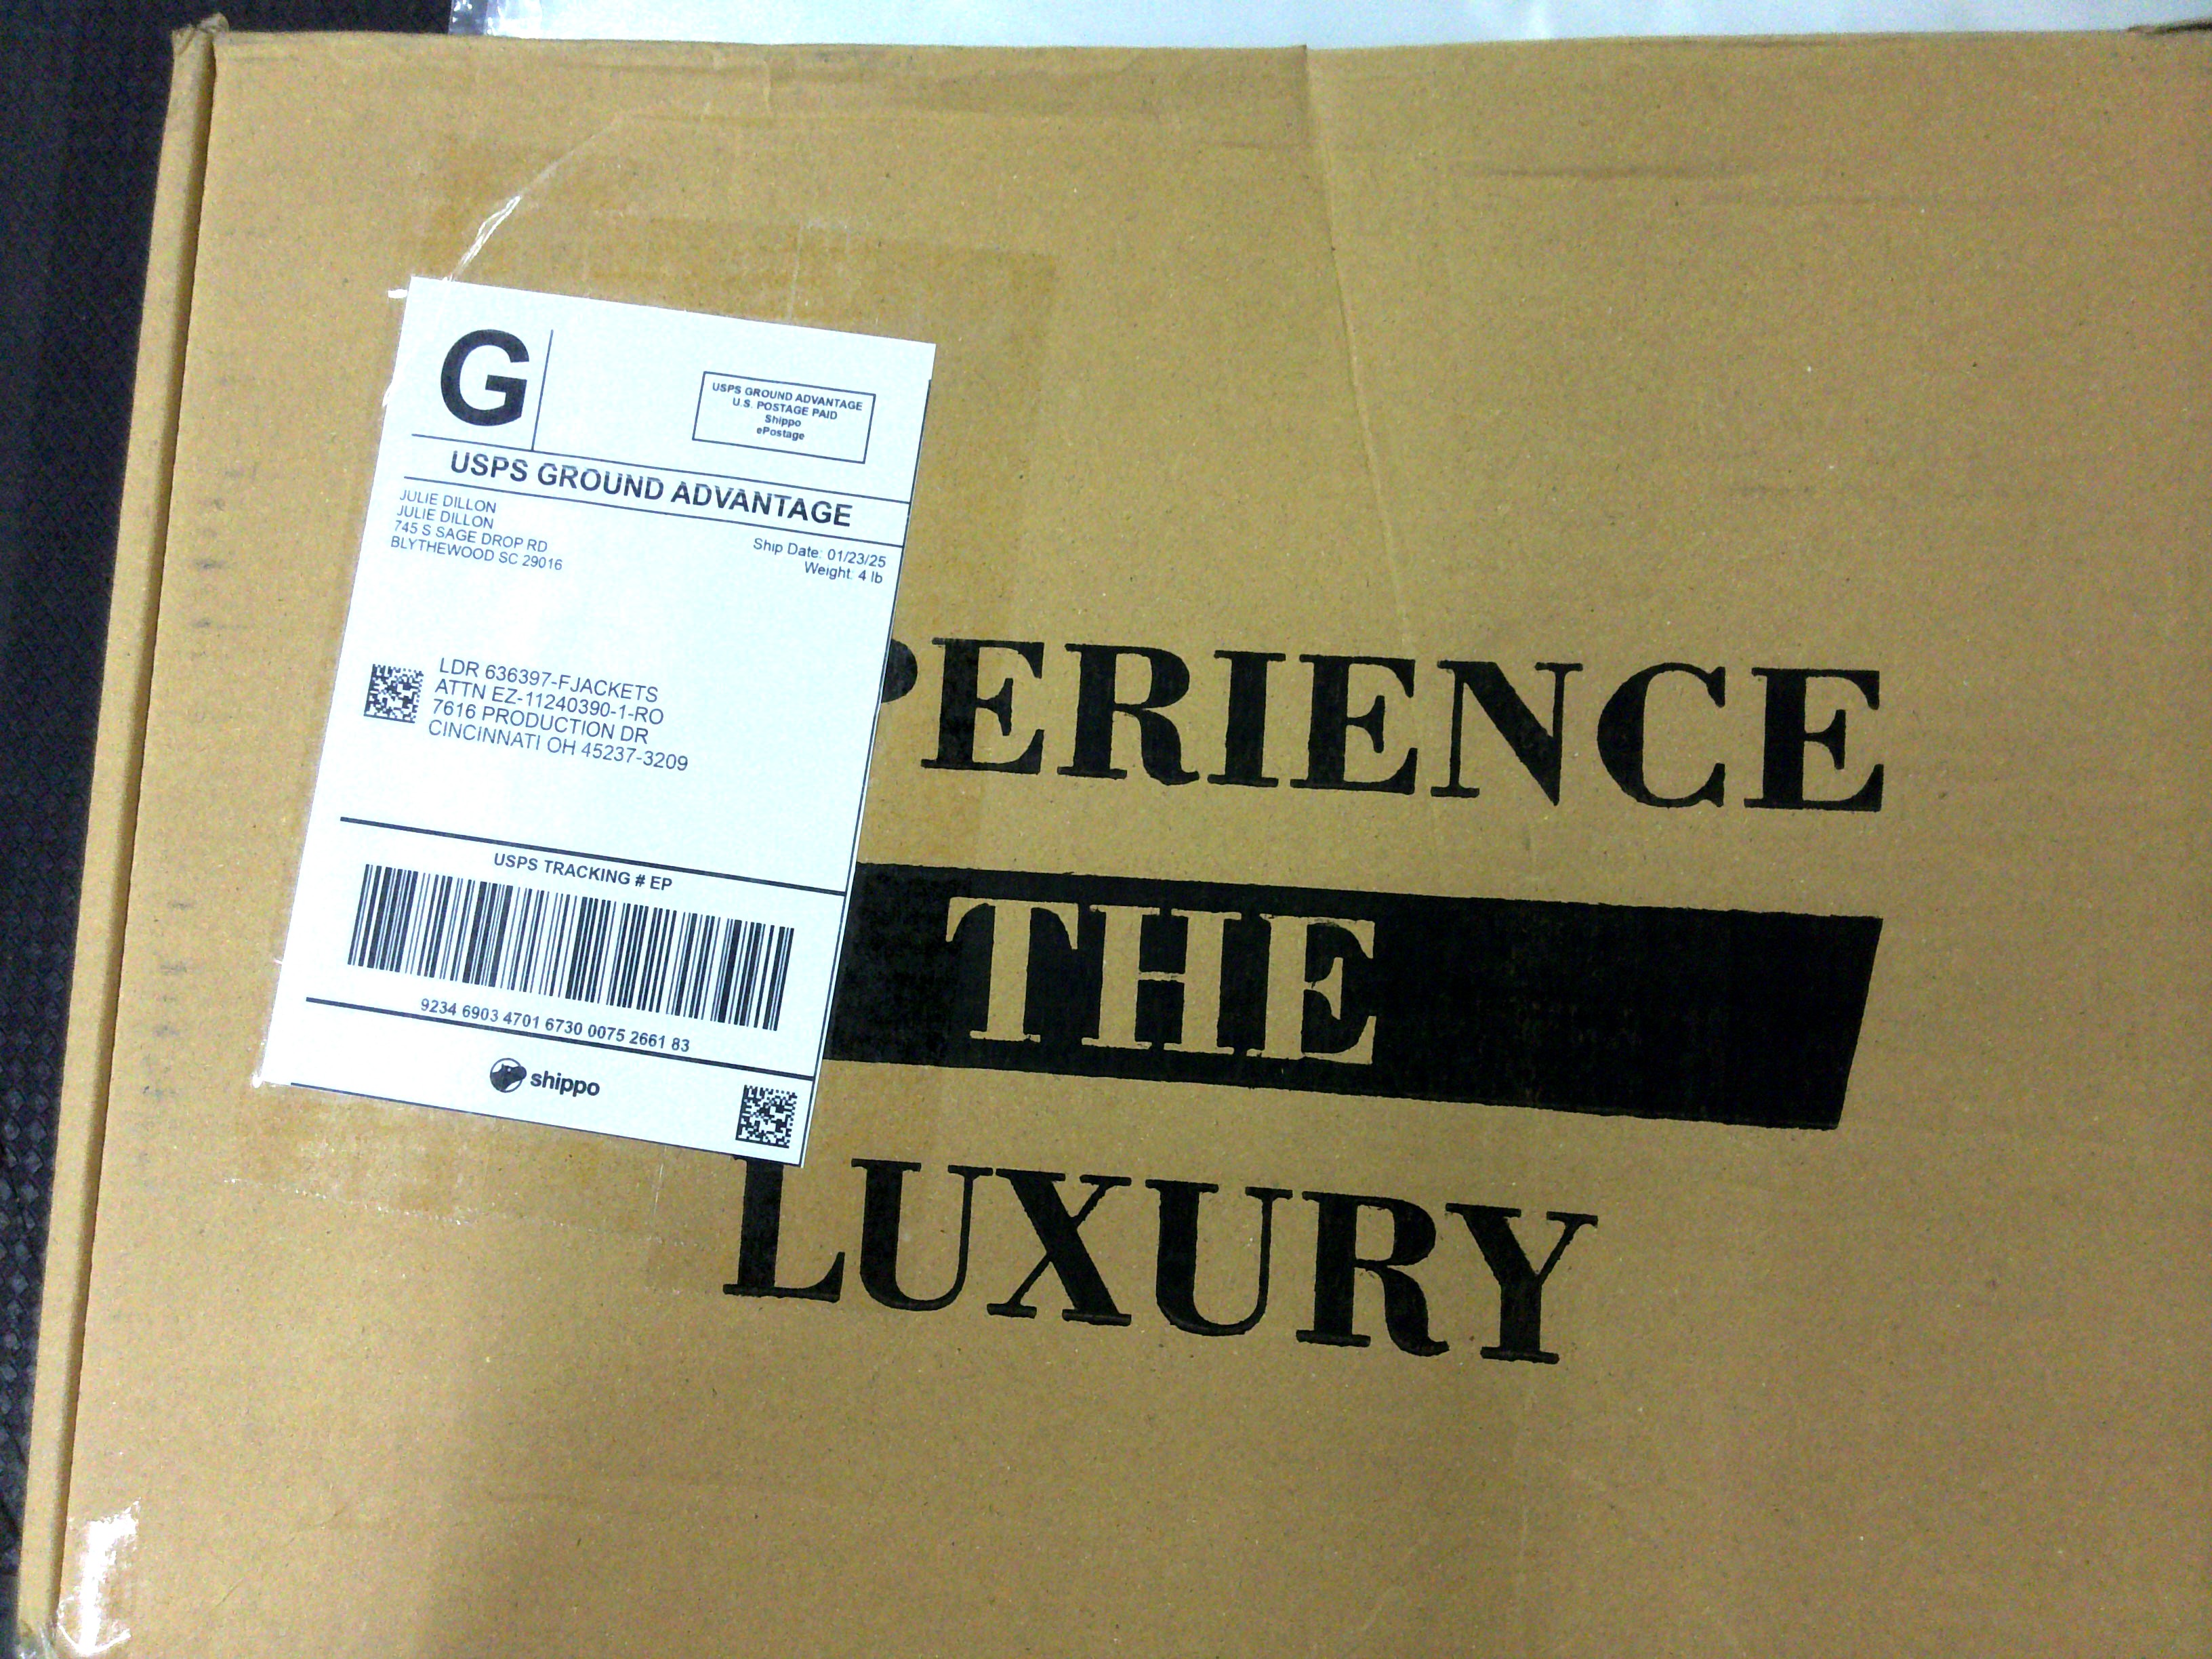 G
USPS GROUND ADVANTAGE
U.S. POSTAGE PAID
Shippo
ePostage
USPS GROUND ADVANTAGE
JULIE DILLON
JULIE DILLON
745 S SAGE DROP RD
BLYTHEWOOD SC 29016
Ship Date: 01/23/25
Weight: 4 lb
LDR 636397-FJACKETS
ATTN EZ-11240390-1-RO
7616 PRODUCTION DR
CINCINNATI OH 45237-3209
USPS TRACKING # EP
9234 6903 4701 6730 0075 2661 83
shippo
PERIENCE
THE
LUXURY